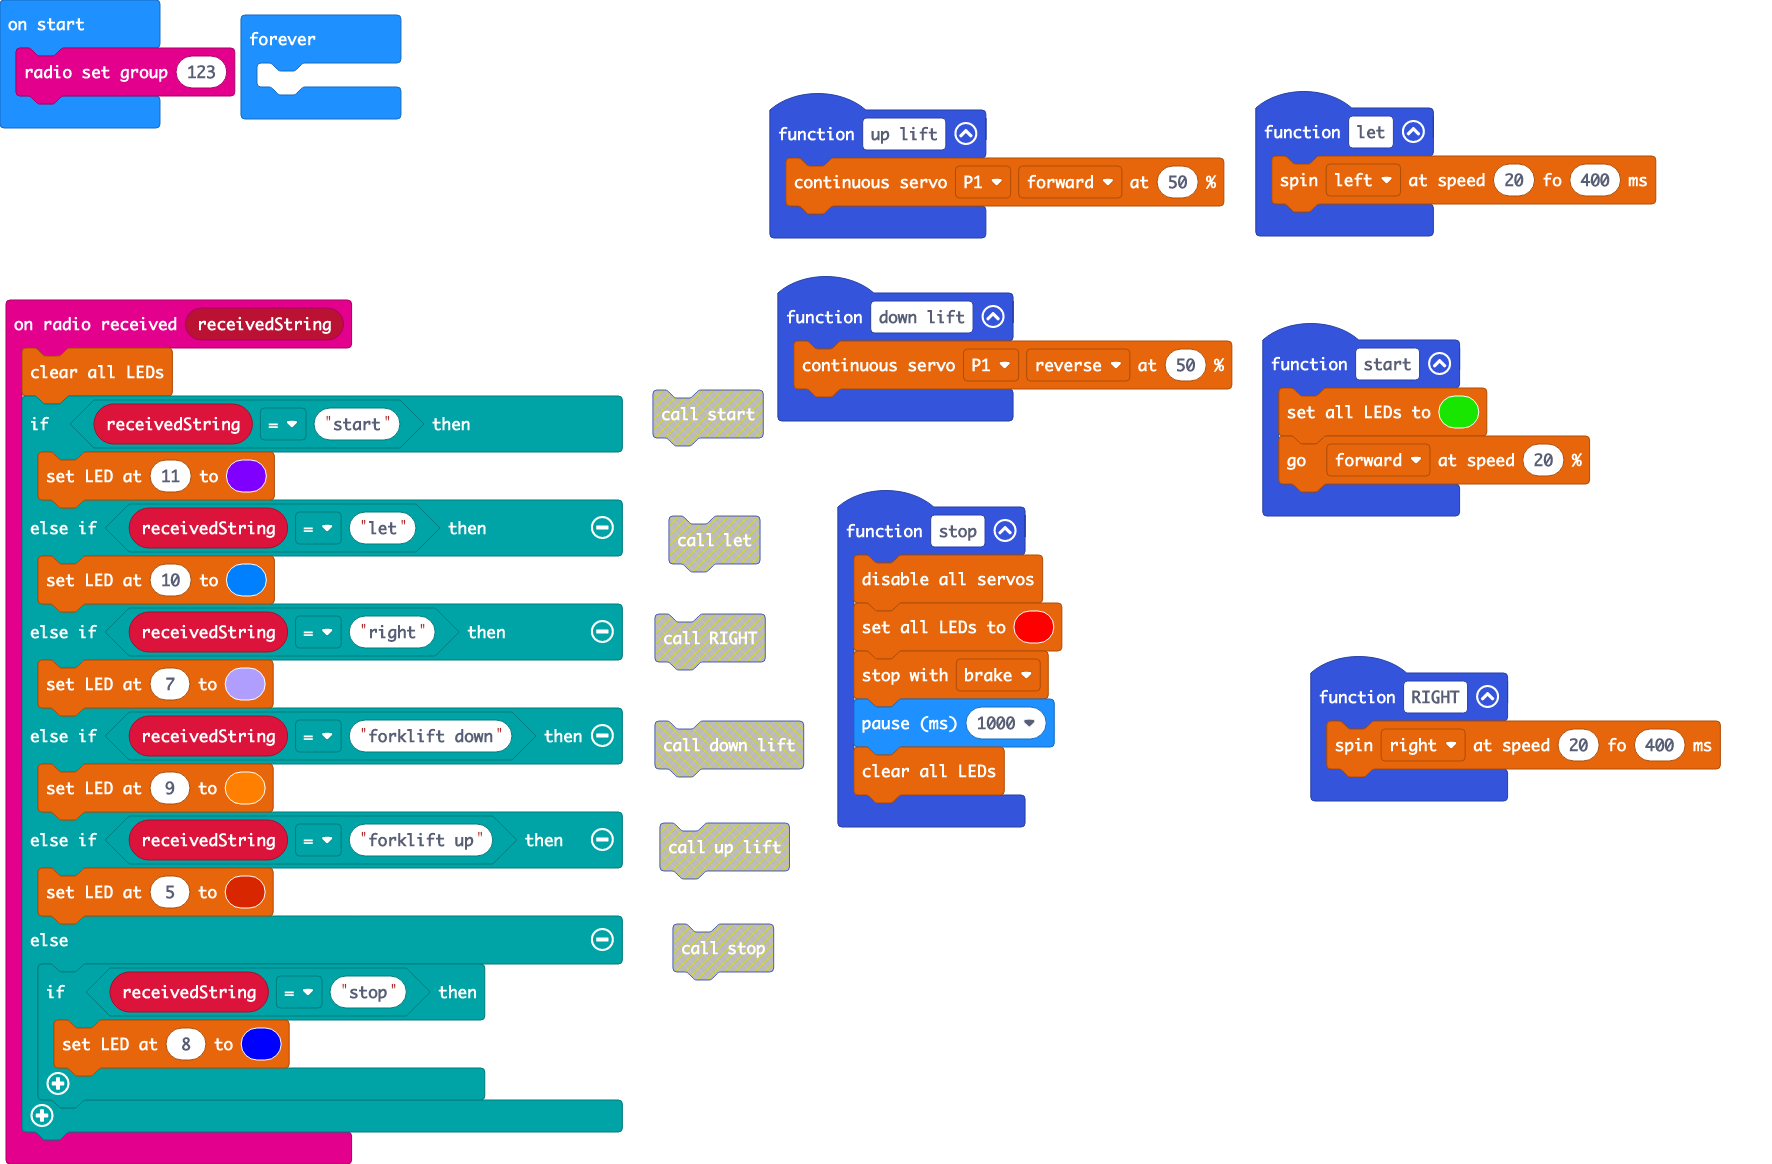 on start
radio set group 123
forever
function up lift
continuous servo P1 forward at 50 %
function let
spin left at speed 20 fo 400 ms
function down lift
continuous servo P1 reverse at 50 %
function start
set all LEDs to
go forward at speed 20 %
on radio received receivedString
clear all LEDs
if receivedString = "start" then
set LED at 11 to
else if receivedString = "let" then
set LED at 10 to
else if receivedString = "right" then
set LED at 7 to
else if receivedString = "forklift down" then
set LED at 9 to
else if receivedString = "forklift up" then
set LED at 5 to
else
if receivedString = "stop" then
set LED at 8 to
call start
call let
call RIGHT
call down lift
call up lift
call stop
function stop
disable all servos
set all LEDs to
stop with brake
pause (ms) 1000
clear all LEDs
function RIGHT
spin right at speed 20 fo 400 ms